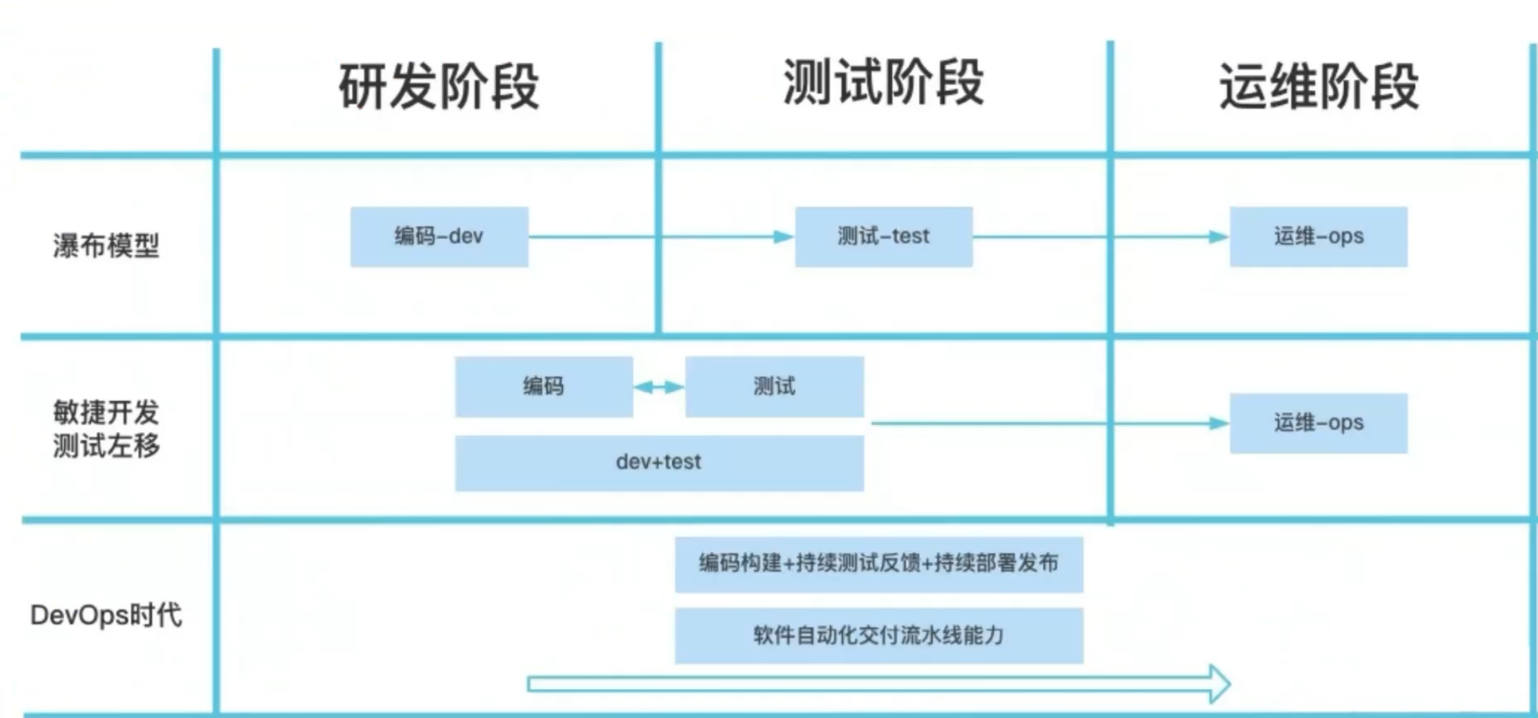 研发阶段
测试阶段
运维阶段
瀑布模型
编码-dev
测试-test
运维-ops
敏捷开发
测试左移
编码
测试
dev+test
运维-ops
DevOps时代
编码构建+持续测试反馈+持续部署发布
软件自动化交付流水线能力